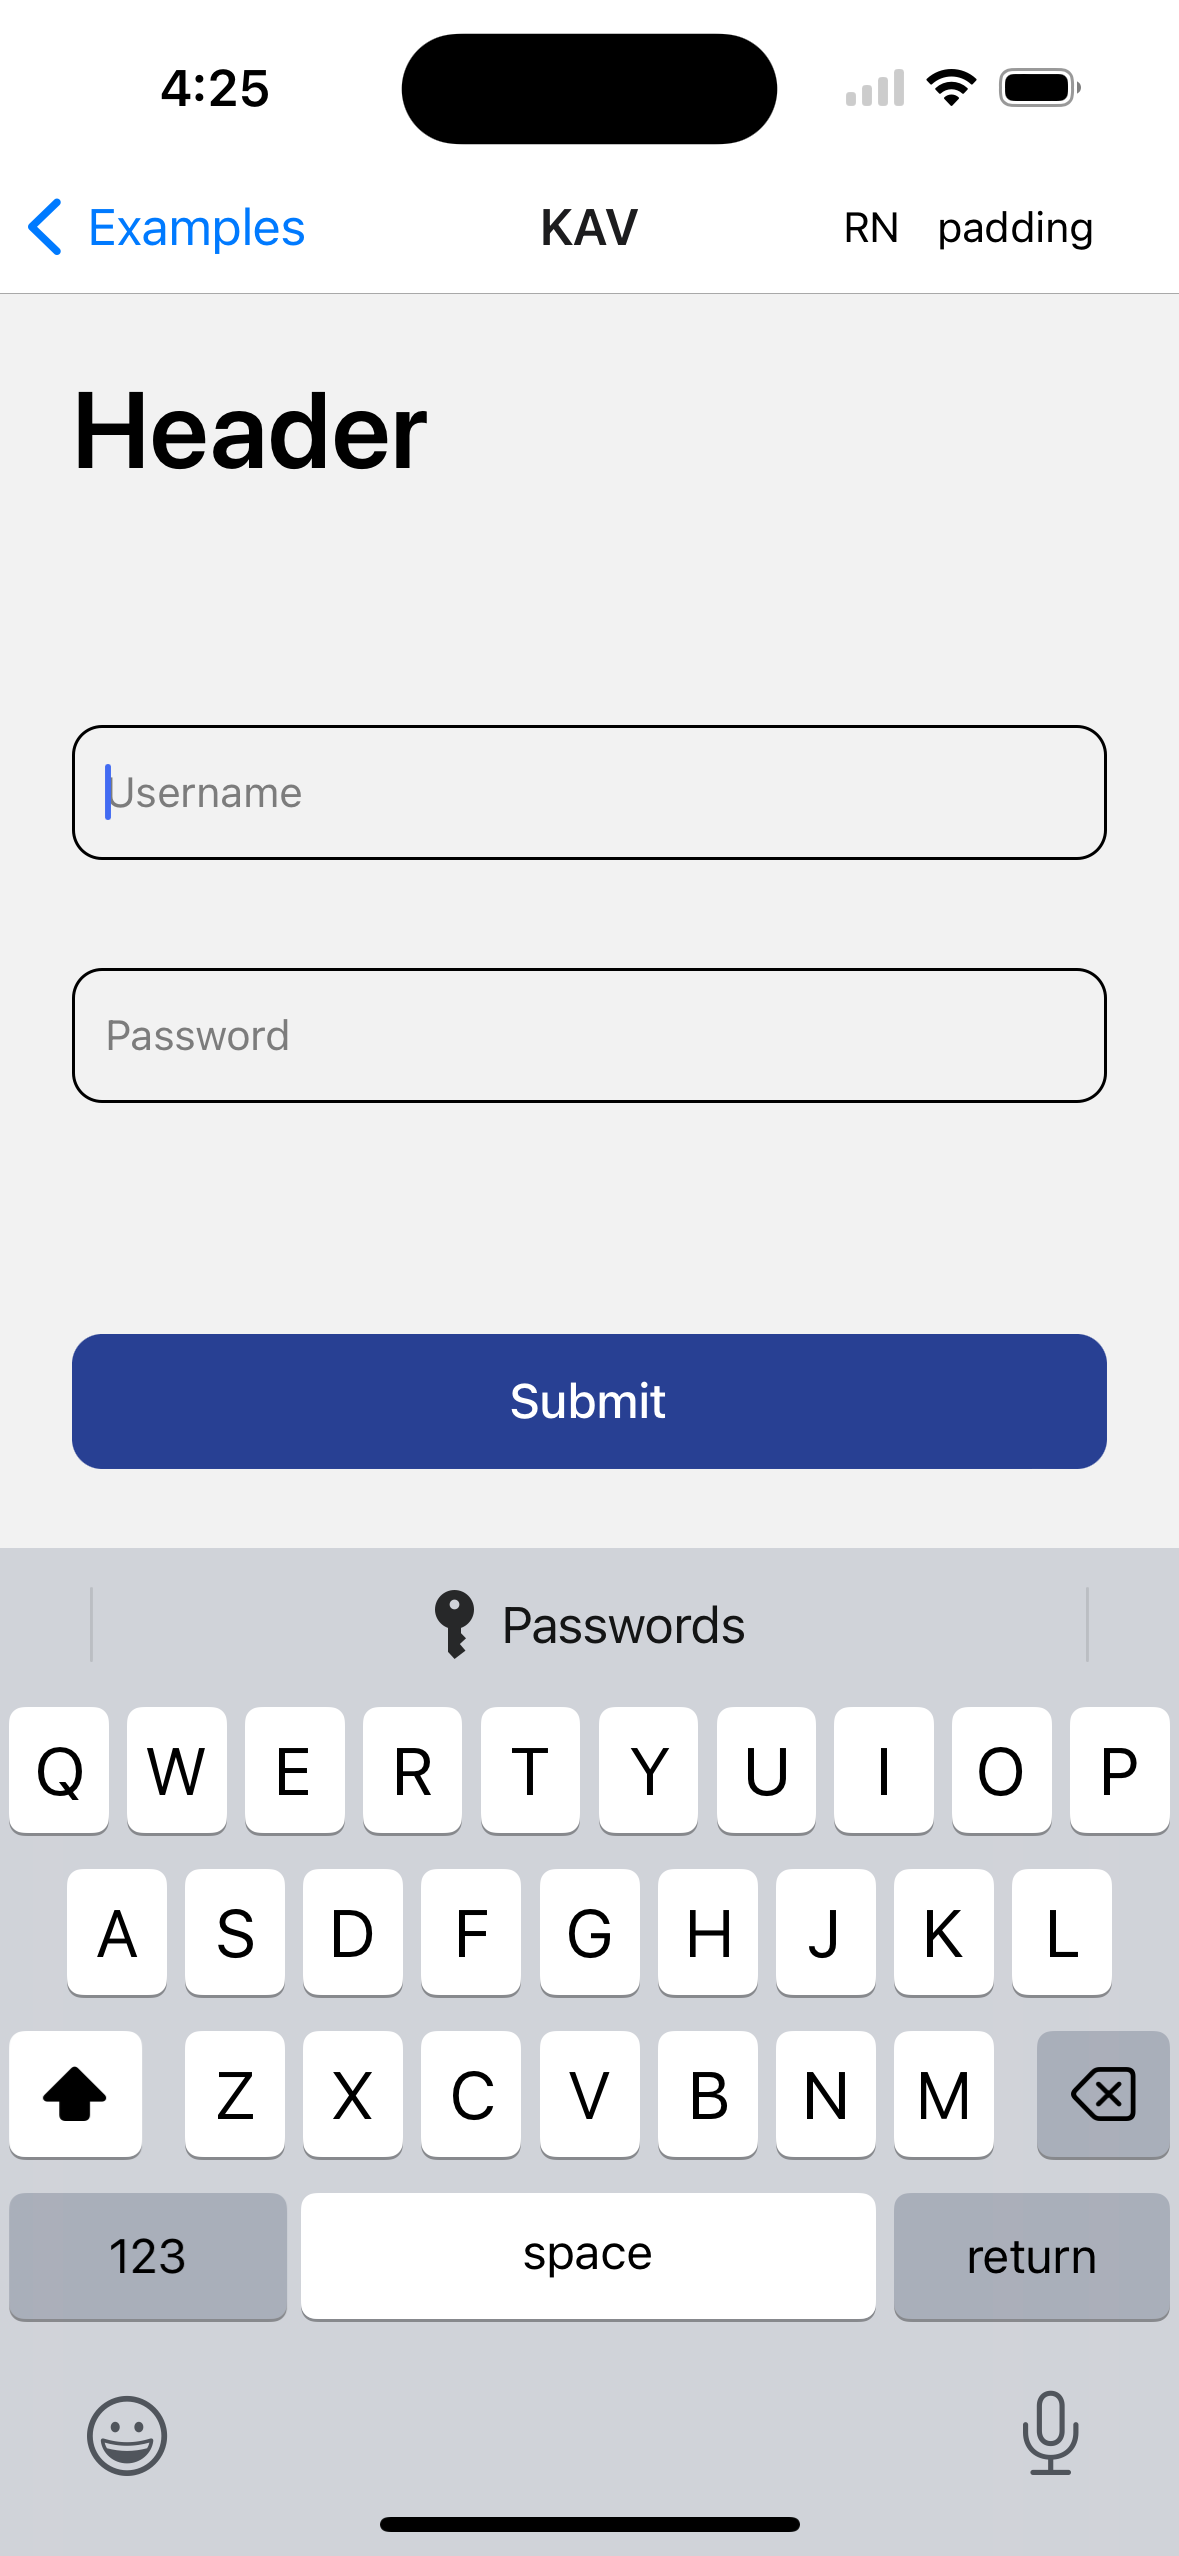 4:25
Examples KAV RN padding
Header
Username
Password
Submit
Passwords
Q W E R T Y U I O P
A S D F G H J K L
Z X C V B N M
123 space return